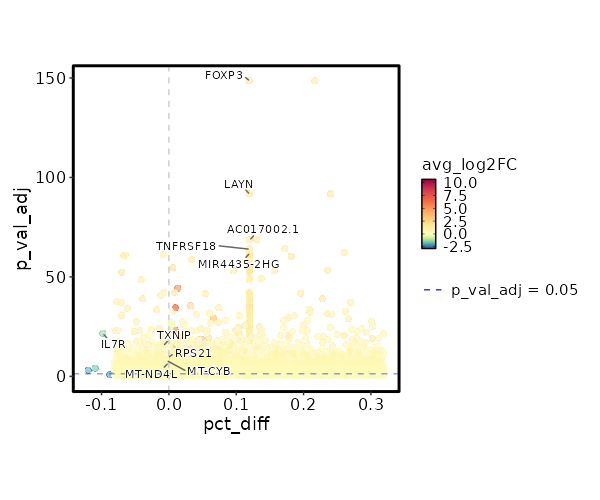 150
100
50
0
p_val_adj
FOXP3
LAYN
AC017002.1
TNFRSF18
MIR4435-2HG
TXNIP
IL7R
RPS21
MT-ND4L
MT-CYB
-0.1
0.0
0.1
0.2
0.3
pct_diff
avg_log2FC
10.0
7.5
5.0
2.5
0.0
-2.5
p_val_adj = 0.05